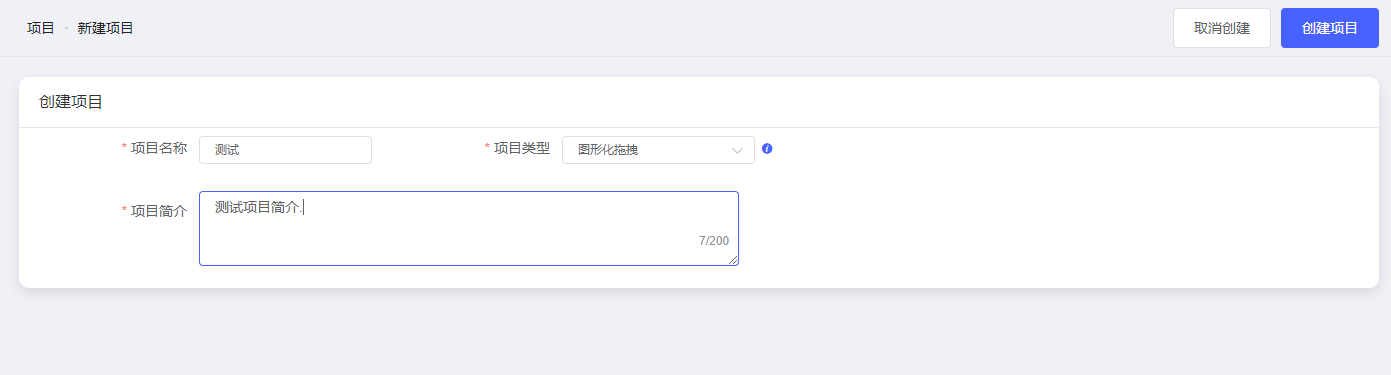 项目 · 新建项目
取消创建
创建项目
创建项目
* 项目名称 测试
* 项目类型 图形化拖拽
* 项目简介 测试项目简介.
7/200